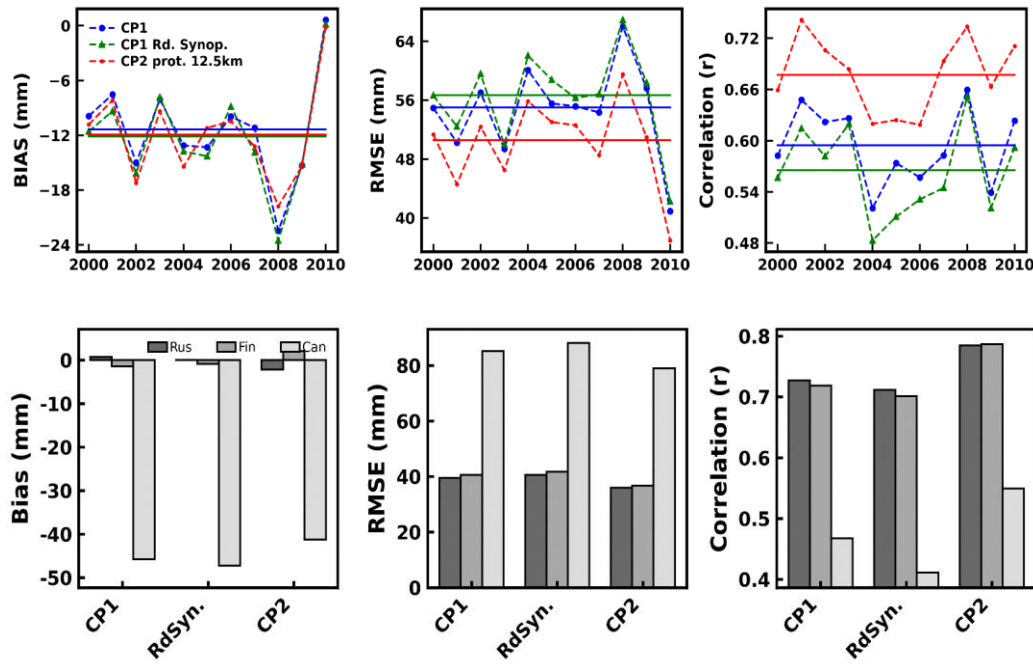 BIAS (mm)
0
−6
−12
−18
−24
CP1
CP1 Rd. Synop.
CP2 prot. 12.5km
2000 2002 2004 2006 2008 2010
RMSE (mm)
64
56
48
40
2000 2002 2004 2006 2008 2010
Correlation (r)
0.72
0.66
0.60
0.54
0.48
2000 2002 2004 2006 2008 2010
Bias (mm)
0
-10
-20
-30
-40
-50
Rus Fin Can
CP1 RdSyn. CP2
RMSE (mm)
80
60
40
20
0
CP1 RdSyn. CP2
Correlation (r)
0.8
0.7
0.6
0.5
0.4
CP1 RdSyn. CP2